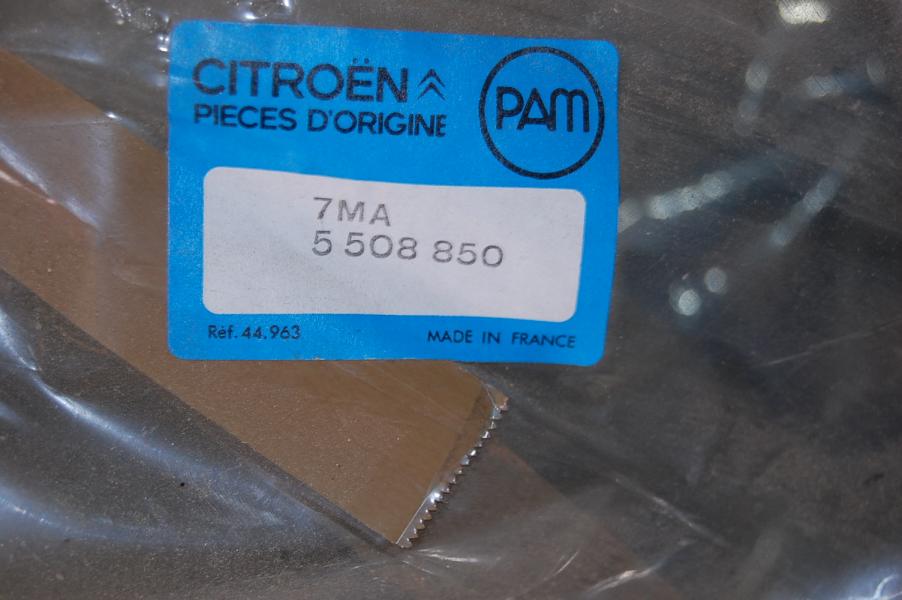 CITROËN
PIECES D'ORIGINE
PAM
7MA
5 508 850
Réf. 44.963
MADE IN FRANCE